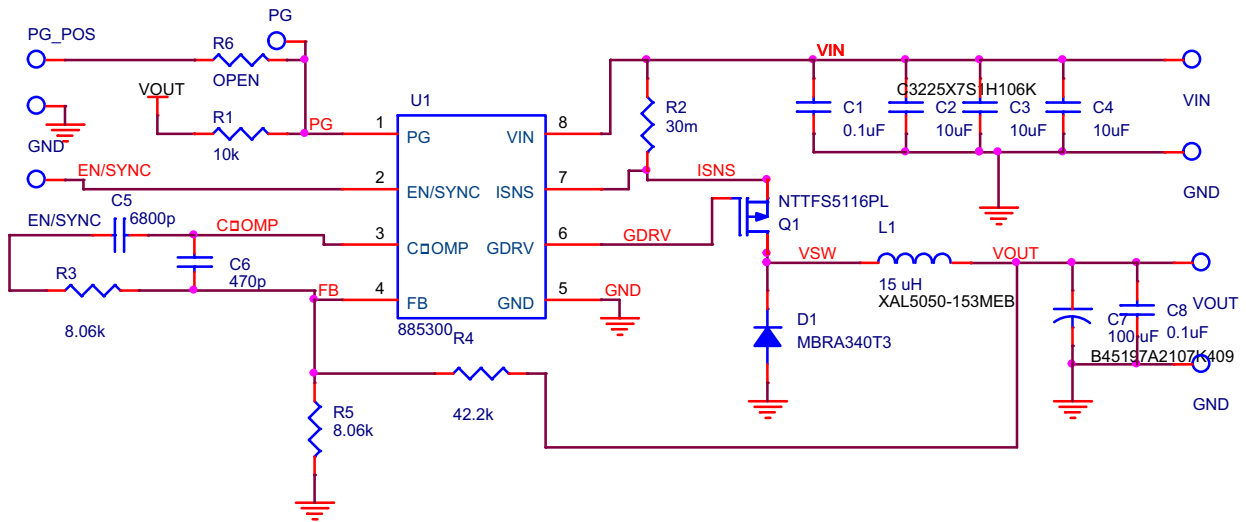 PG_POS
PG
R6
OPEN
VOUT
R1
10k
PG
GND
EN/SYNC
EN/SYNC
C5
6800p
C▯OMP
C6
470p
R3
8.06k
FB
U1
1
PG
2
EN/SYNC
3
C▯OMP
4
FB
VIN
8
ISNS
7
GDRV
6
GND
5
885300
R4
42.2k
R5
8.06k
R2
30m
ISNS
GDRV
GND
VIN
C1
0.1uF
C3225X7S1H106K
C2
10uF
C3
10uF
C4
10uF
VIN
GND
NTTFS5116PL
Q1
VSW
L1
15 uH
XAL5050-153MEB
VOUT
D1
MBRA340T3
C7
100 uF
B45197A2107K409
C8
0.1uF
VOUT
GND